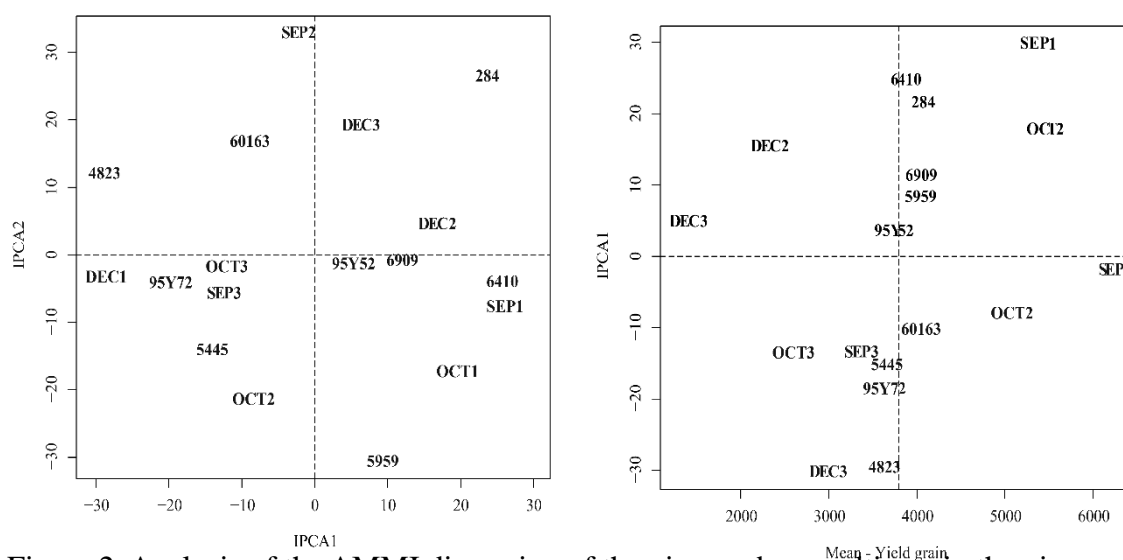 SEP2
284
DEC3
60163
4823
DEC2
OCT3
95Y52
6909
DEC1
95Y72
SEP3
6410
SEP1
5445
OCT1
OCT2
5959
30
20
10
0
−10
−20
−30
IPCA2
−30 −20 −10 0 10 20 30
IPCA1
SEP1
6410
284
OCT2
DEC2
6909
5959
DEC3
95Y52
SEP
OCT2
60163
OCT3
SEP3
5445
95Y72
DEC3
4823
30
20
10
0
−10
−20
−30
IPCA1
2000 3000 4000 5000 6000
Mean - Yield grain
Figure 2. Analysis of the AMMI dispersion of the